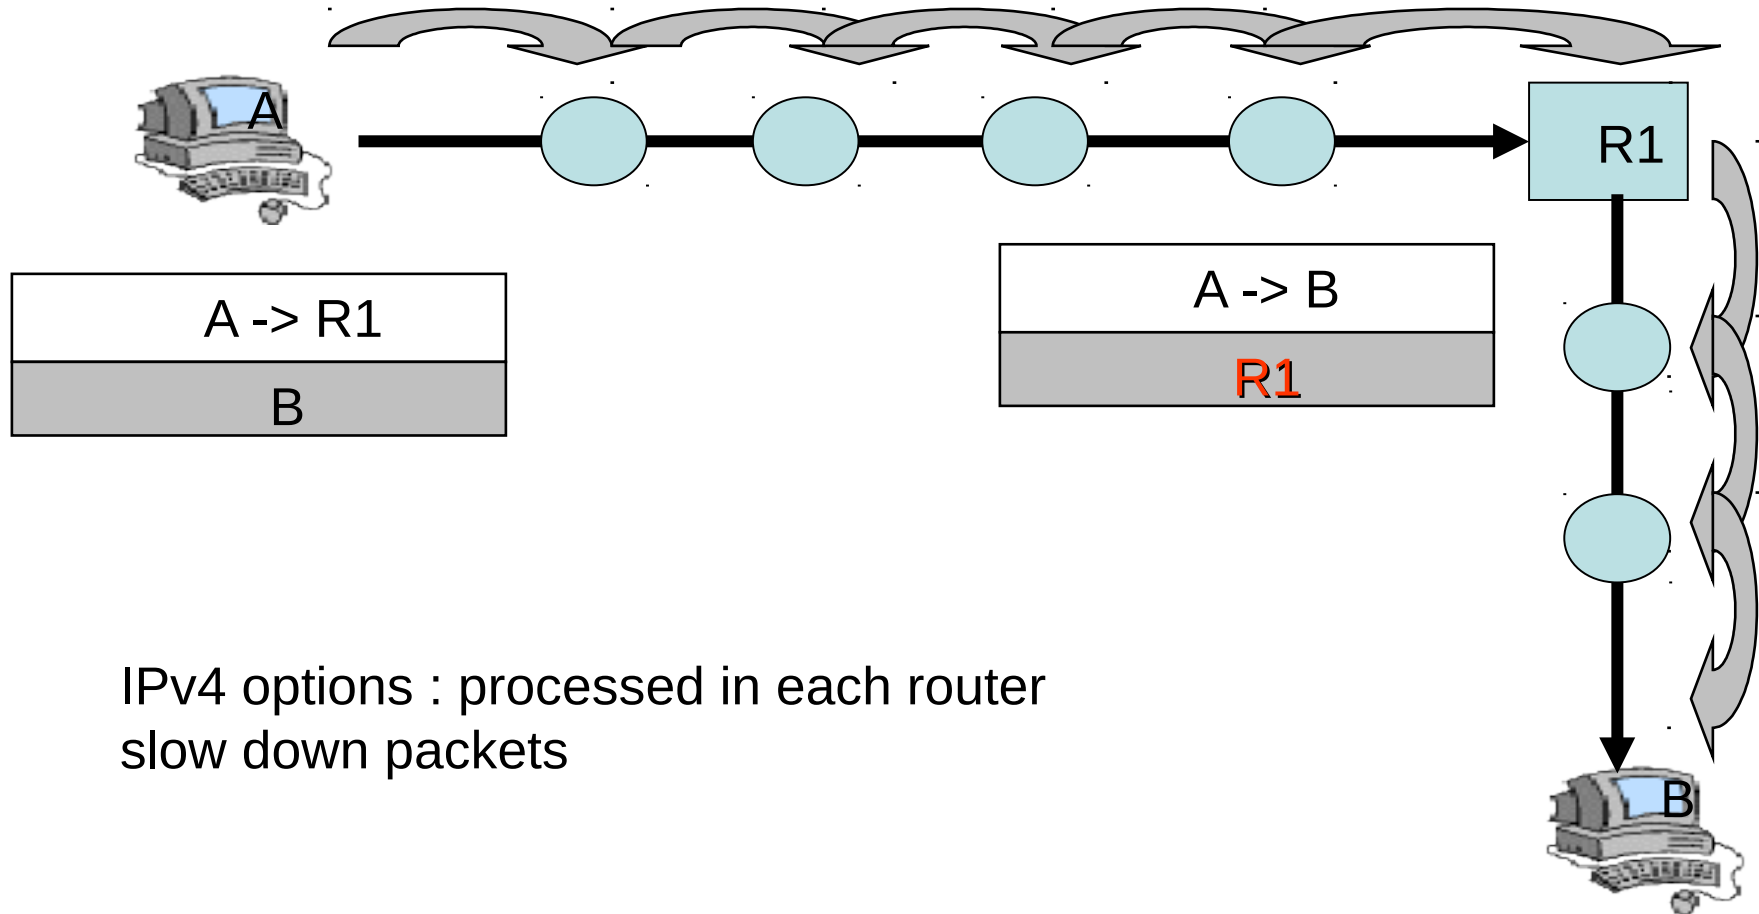 A
R1
A -> R1
B
A -> B
R1
IPv4 options : processed in each router
slow down packets
B